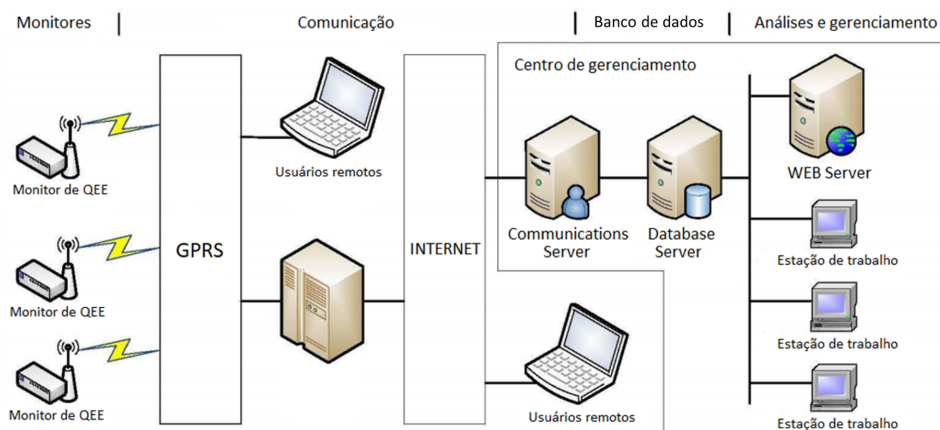 Monitores
Comunicação
Banco de dados
Análises e gerenciamento
Centro de gerenciamento
Monitor de QEE
Monitor de QEE
Monitor de QEE
GPRS
Usuários remotos
INTERNET
Usuários remotos
Communications
Server
Database
Server
WEB Server
Estação de trabalho
Estação de trabalho
Estação de trabalho